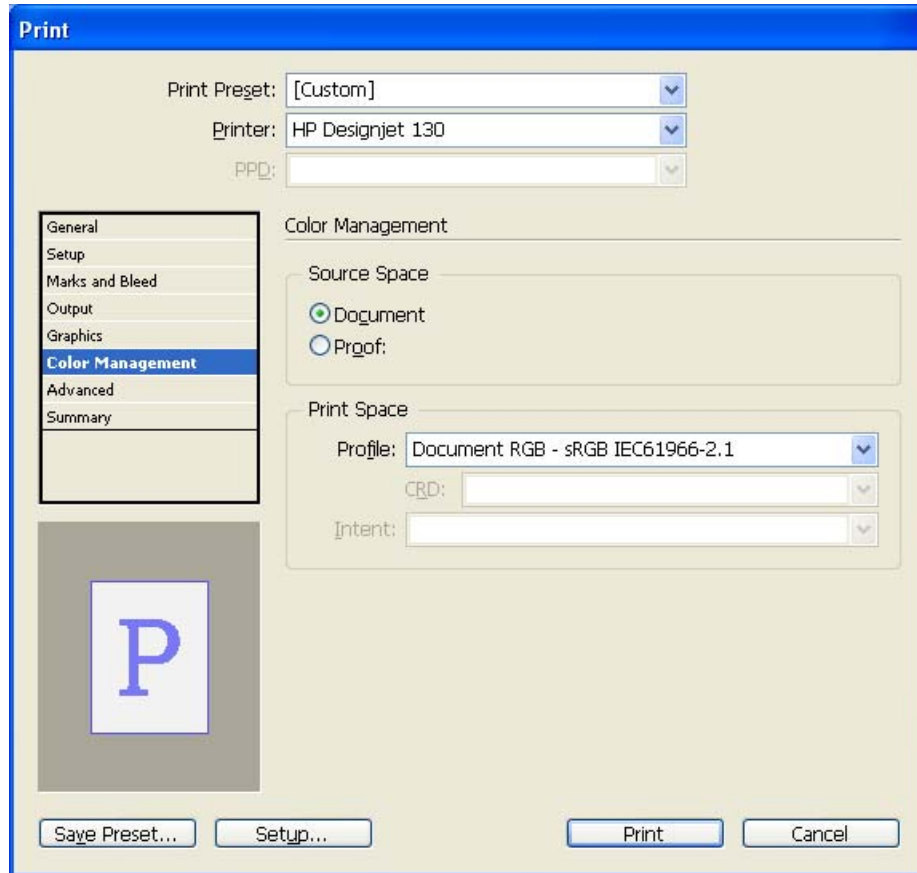 Print
Print Preset: [Custom]
Printer: HP Designjet 130
PPD:
General
Setup
Marks and Bleed
Output
Graphics
Color Management
Advanced
Summary
Color Management
Source Space
Document
Proof:
Print Space
Profile: Document RGB - sRGB IEC61966-2.1
CRD:
Intent:
P
Save Preset...
Setup...
Print
Cancel